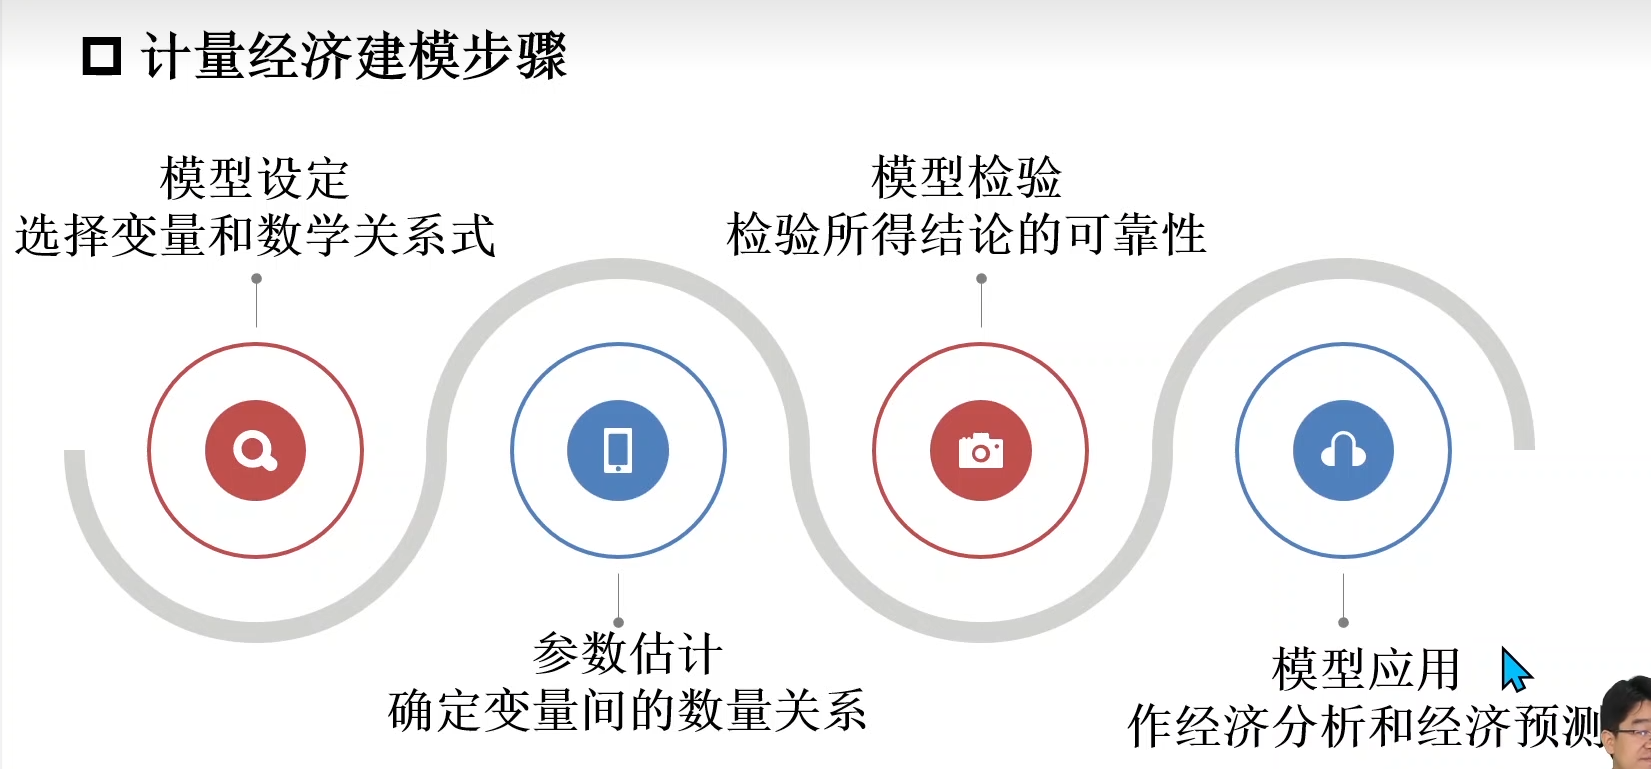 计量经济建模步骤
模型设定
选择变量和数学关系式
模型检验
检验所得结论的可靠性
参数估计
确定变量间的数量关系
模型应用
作经济分析和经济预测